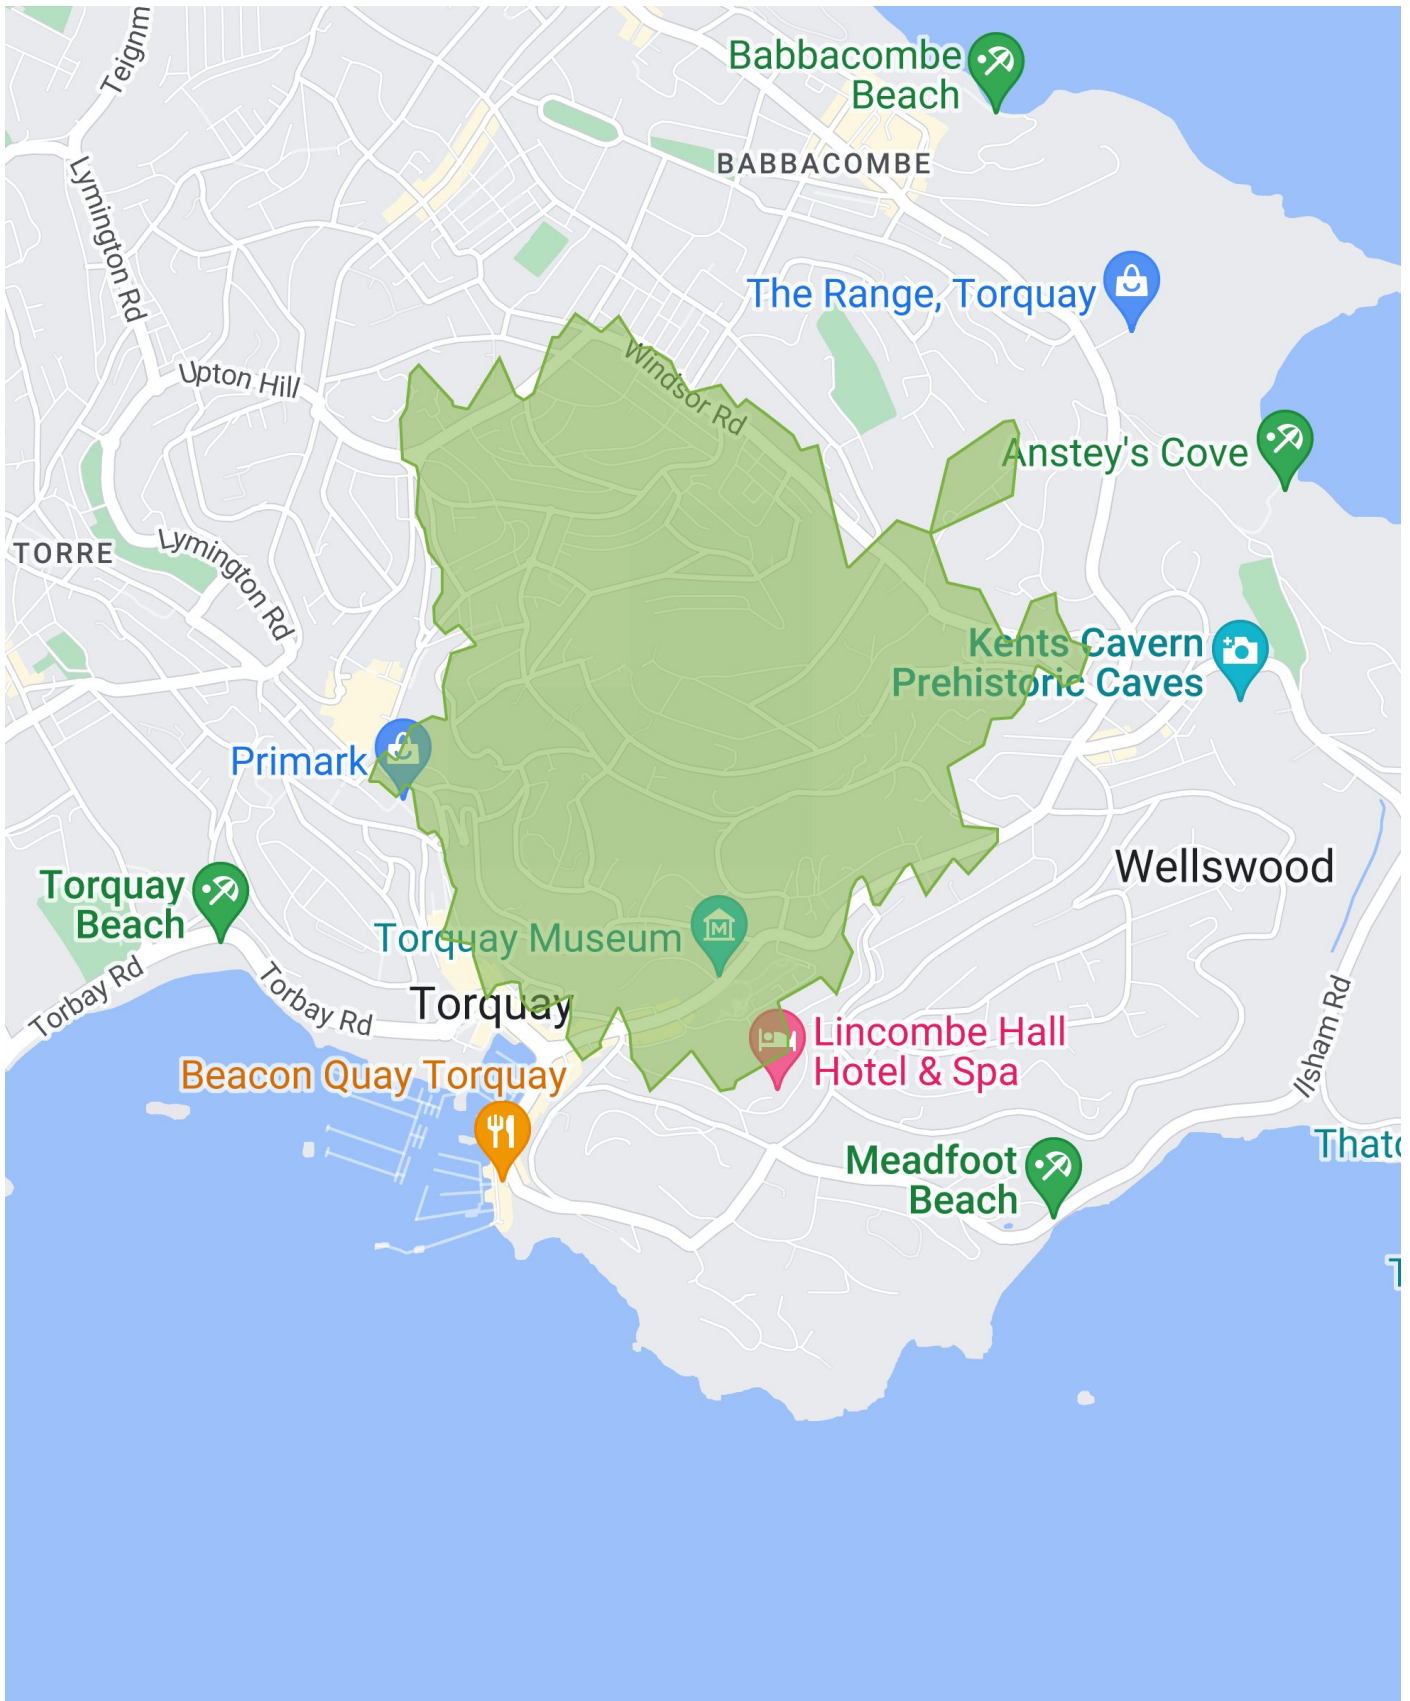 Teignm
Babbacombe
Beach
BABBACOMBE
Lymington Rd
The Range, Torquay
Upton Hill
Windsor Rd
Anstey's Cove
TORRE
Lymington Rd
Kents Cavern
Prehistoric Caves
Primark
Wellswood
Torquay
Beach
Torquay Museum
M
Torbay Rd
Torbay Rd
Torquay
Ilsham Rd
Lincombe Hall
Hotel & Spa
Beacon Quay Torquay
Thatc
Meadfoot
Beach
T